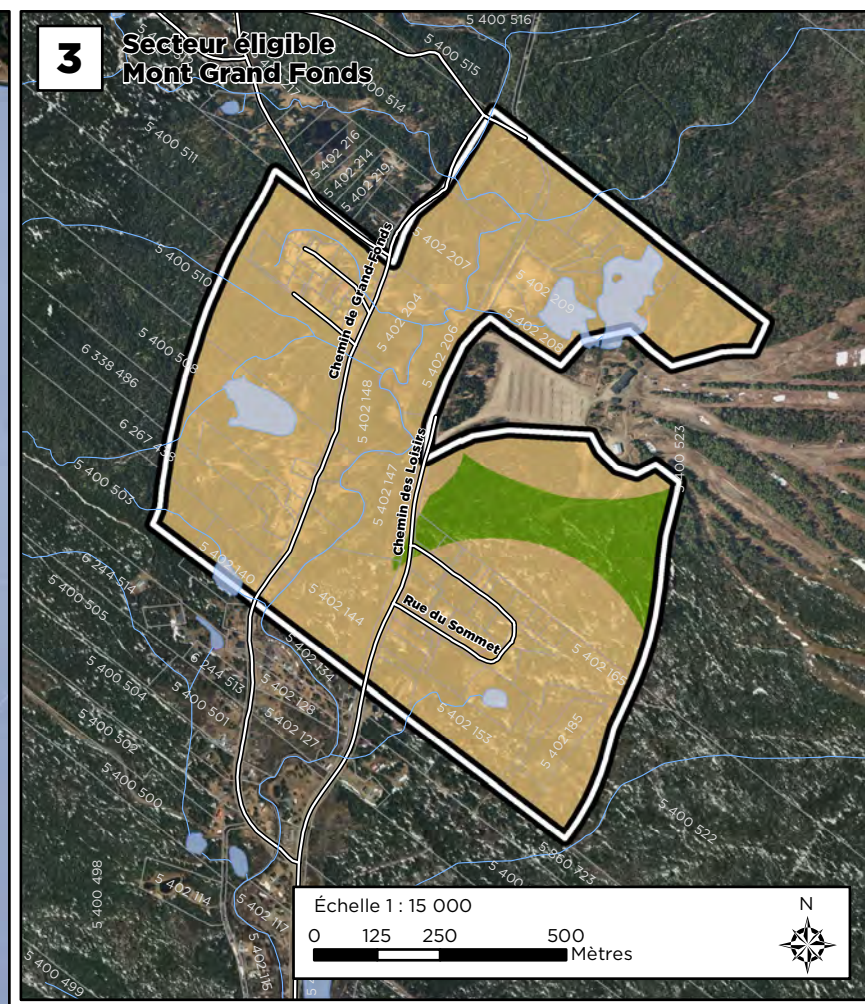 3
Secteur éligible
Mont Grand Fonds
5 400 516
5 400 515
5 400 514
5 400 511
5 402 216
5 402 214
5 402 219
5 402 207
5 400 510
Chemin de Grand-Fonds
5 402 204
5 402 209
5 402 208
5 402 206
5 400 508
6 338 486
6 267 438
5 402 148
5 402 147
Chemin des Loisirs
5 400 523
5 400 503
5 402 140
6 244 514
5 400 505
5 402 144
Rue du Sommet
5 402 165
5 402 134
6 244 513
5 400 504
5 402 128
5 400 501
5 402 127
5 402 153
5 402 185
5 400 502
5 400 500
5 400 522
5 860 723
5 400
5 400 498
5 402 114
5 402 117
5 402 116
5 400 499
Échelle 1 : 15 000
0 125 250 500
Mètres
N